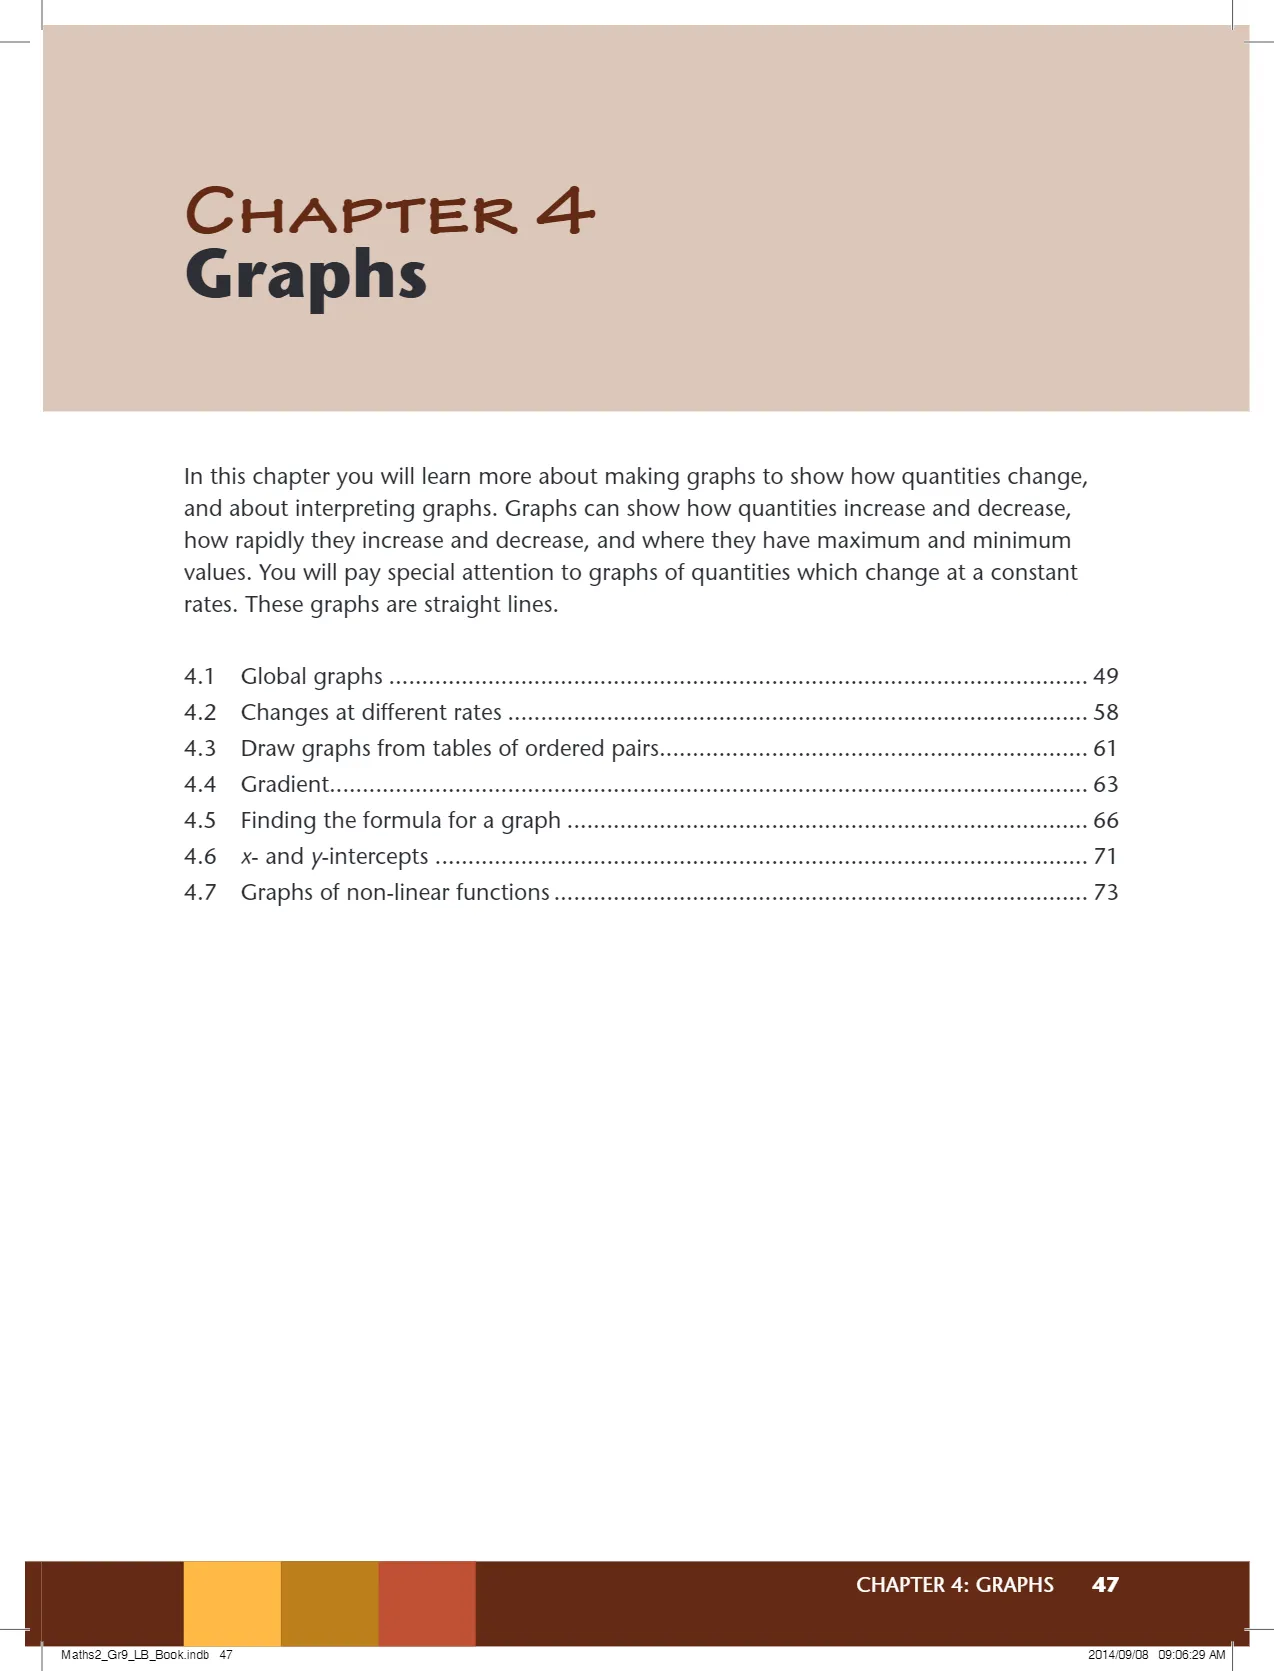 CHAPTER 4
Graphs
In this chapter you will learn more about making graphs to show how quantities change,
and about interpreting graphs. Graphs can show how quantities increase and decrease,
how rapidly they increase and decrease, and where they have maximum and minimum
values. You will pay special attention to graphs of quantities which change at a constant
rates. These graphs are straight lines.
4.1 Global graphs .......................................................................................................... 49
4.2 Changes at different rates ........................................................................................ 58
4.3 Draw graphs from tables of ordered pairs................................................................. 61
4.4 Gradient................................................................................................................... 63
4.5 Finding the formula for a graph ............................................................................... 66
4.6 x- and y-intercepts ................................................................................................... 71
4.7 Graphs of non-linear functions ................................................................................. 73
CHAPTER 4: GRAPHS 47
Maths2_Gr9_LB_Book.indb 47 2014/09/08 09:06:29 AM